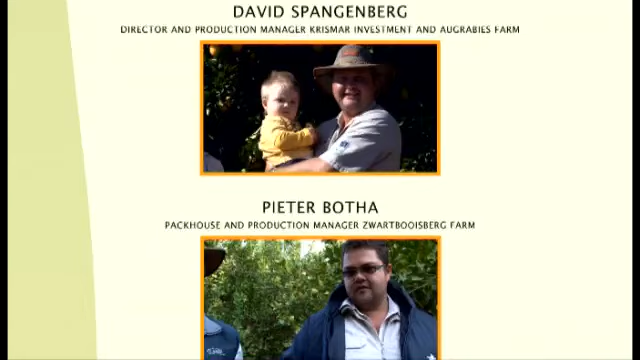 DAVID SPANGENBERG
DIRECTOR AND PRODUCTION MANAGER KRISMAR INVESTMENT AND AUGRABIES FARM
PIETER BOTHA
PACKHOUSE AND PRODUCTION MANAGER ZWARTBOOISBERG FARM